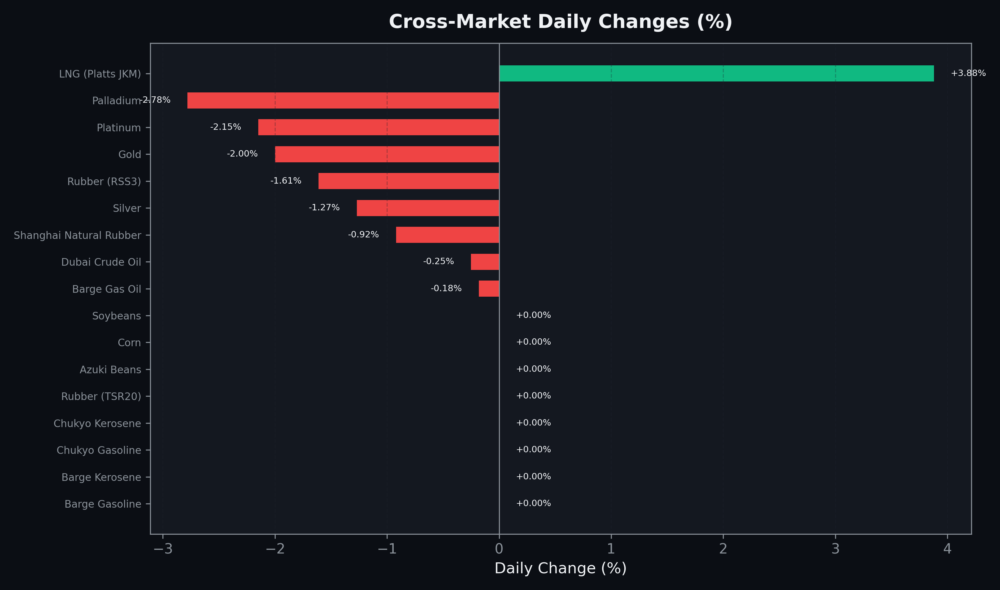 Cross-Market Daily Changes (%)
LNG (Platts JKM) +3.88%
Palladium -2.78%
Platinum -2.15%
Gold -2.00%
Rubber (RSS3) -1.61%
Silver -1.27%
Shanghai Natural Rubber -0.92%
Dubai Crude Oil -0.25%
Barge Gas Oil -0.18%
Soybeans +0.00%
Corn +0.00%
Azuki Beans +0.00%
Rubber (TSR20) +0.00%
Chukyo Kerosene +0.00%
Chukyo Gasoline +0.00%
Barge Kerosene +0.00%
Barge Gasoline +0.00%
−3 −2 −1 0 1 2 3 4
Daily Change (%)